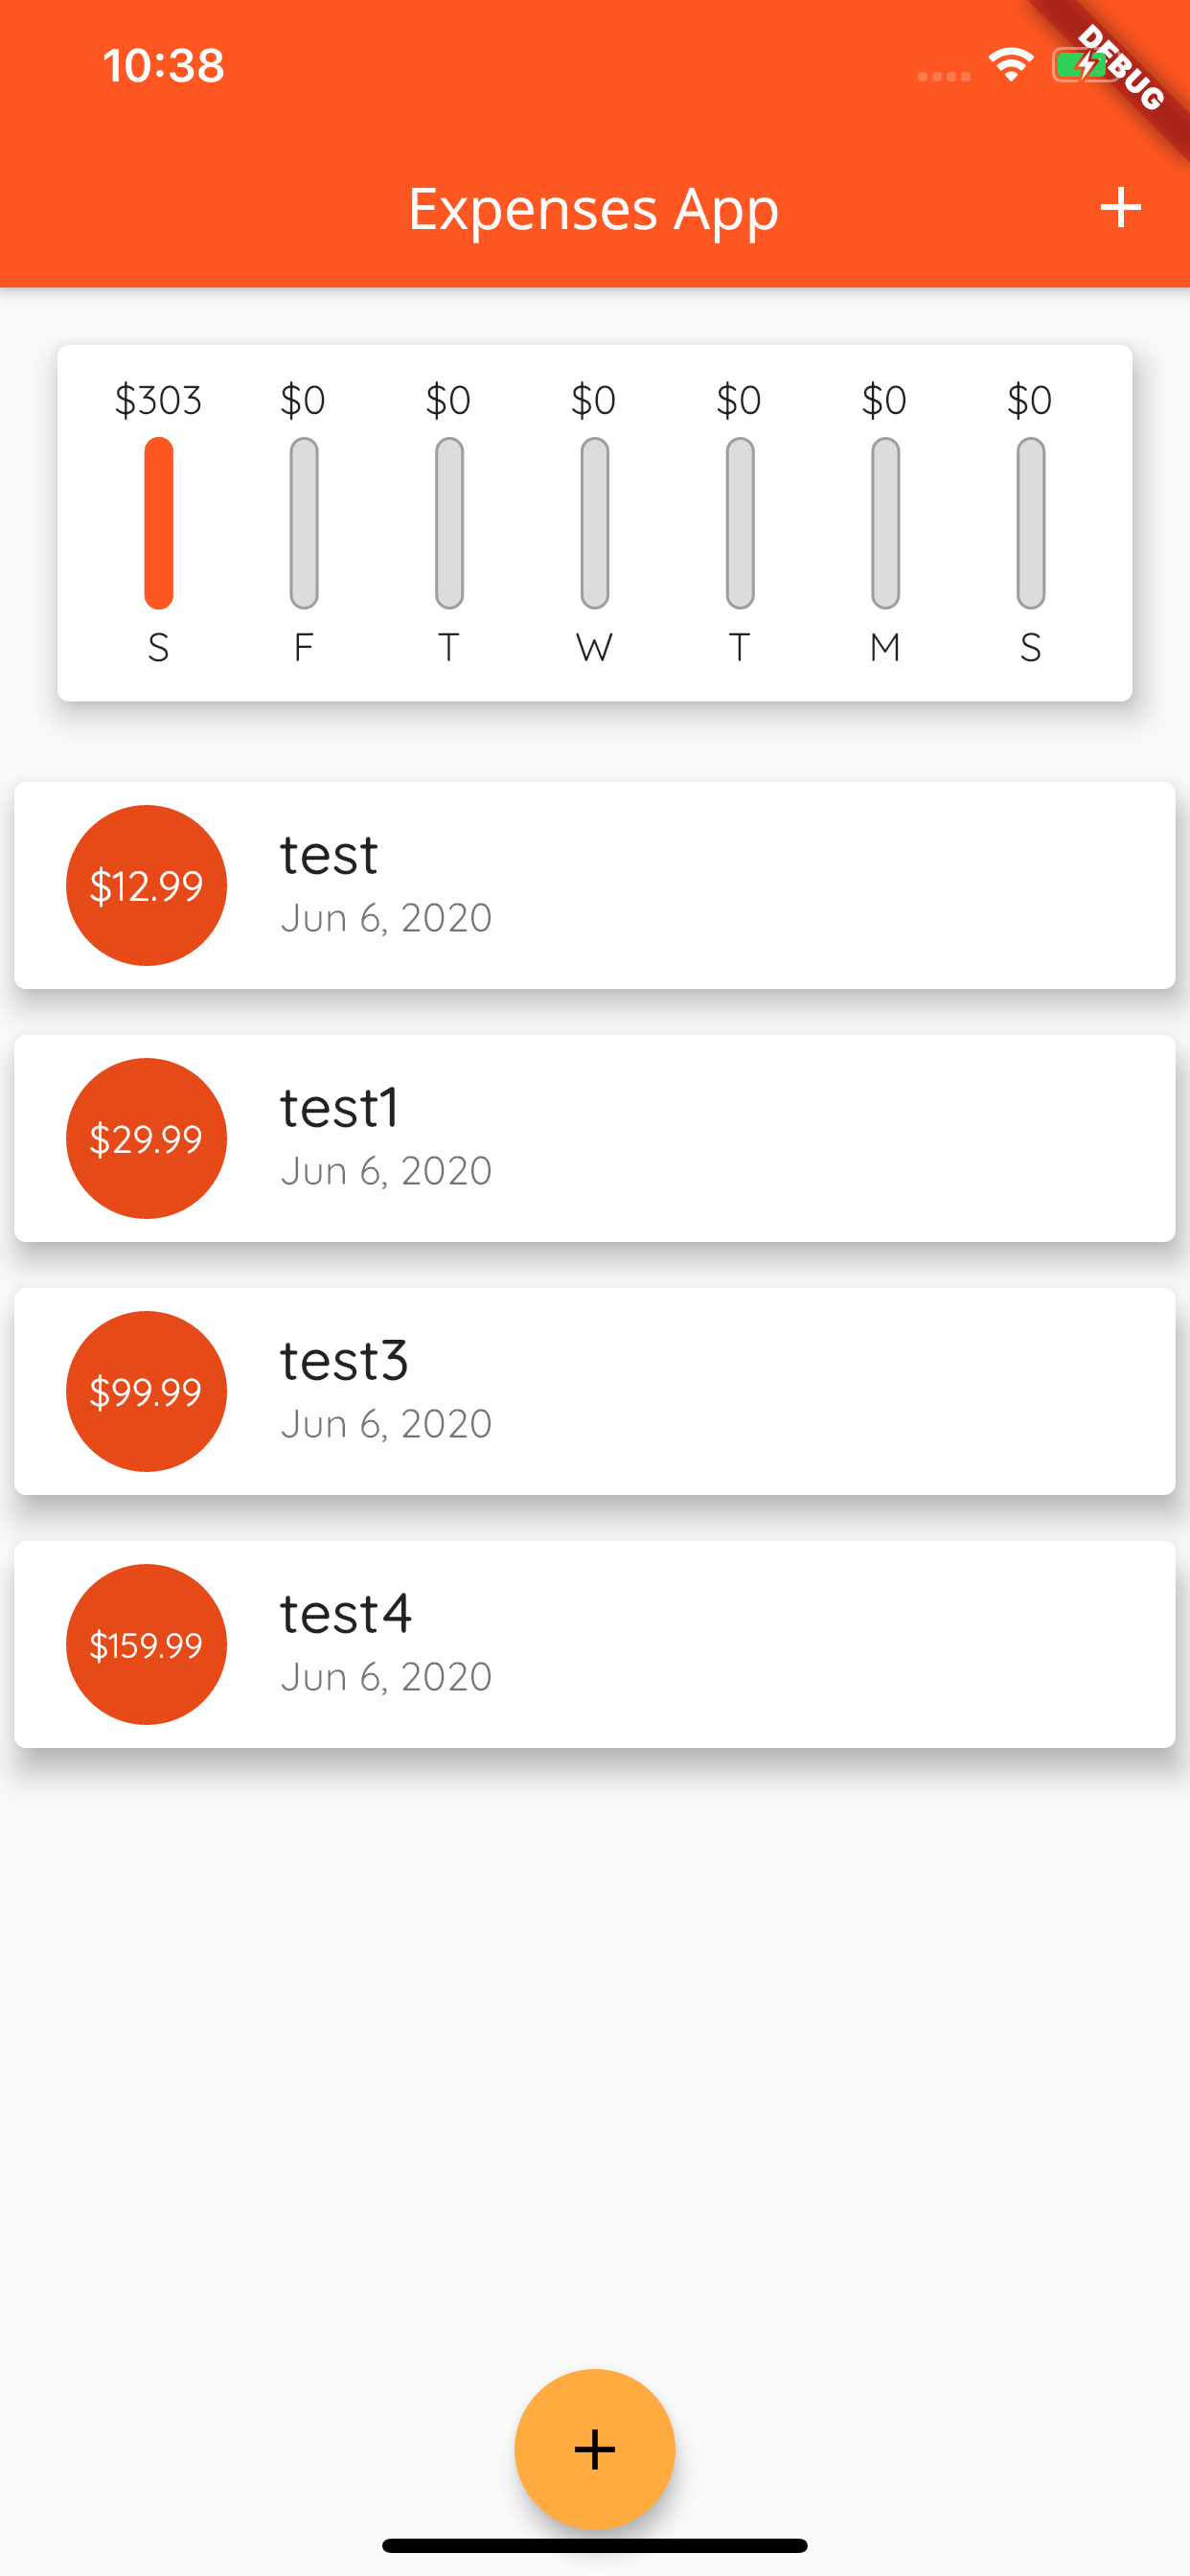 10:38
DEBUG
Expenses App
$303 $0 $0 $0 $0 $0 $0
S F T W T M S
$12.99
test
Jun 6, 2020
$29.99
test1
Jun 6, 2020
$99.99
test3
Jun 6, 2020
$159.99
test4
Jun 6, 2020